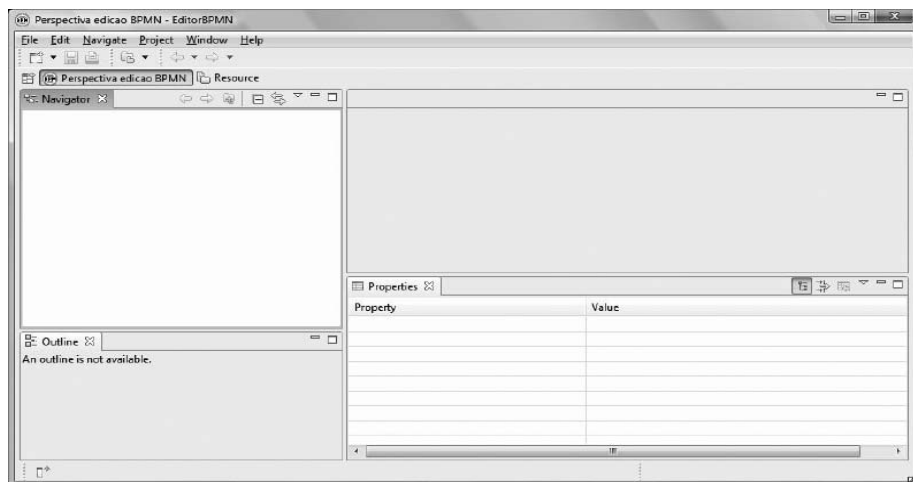 Perspectiva edicao BPMN - EditorBPMN
File Edit Navigate Project Window Help
Perspectiva edicao BPMN Resource
Navigator
Properties
Property Value
Outline
An outline is not available.